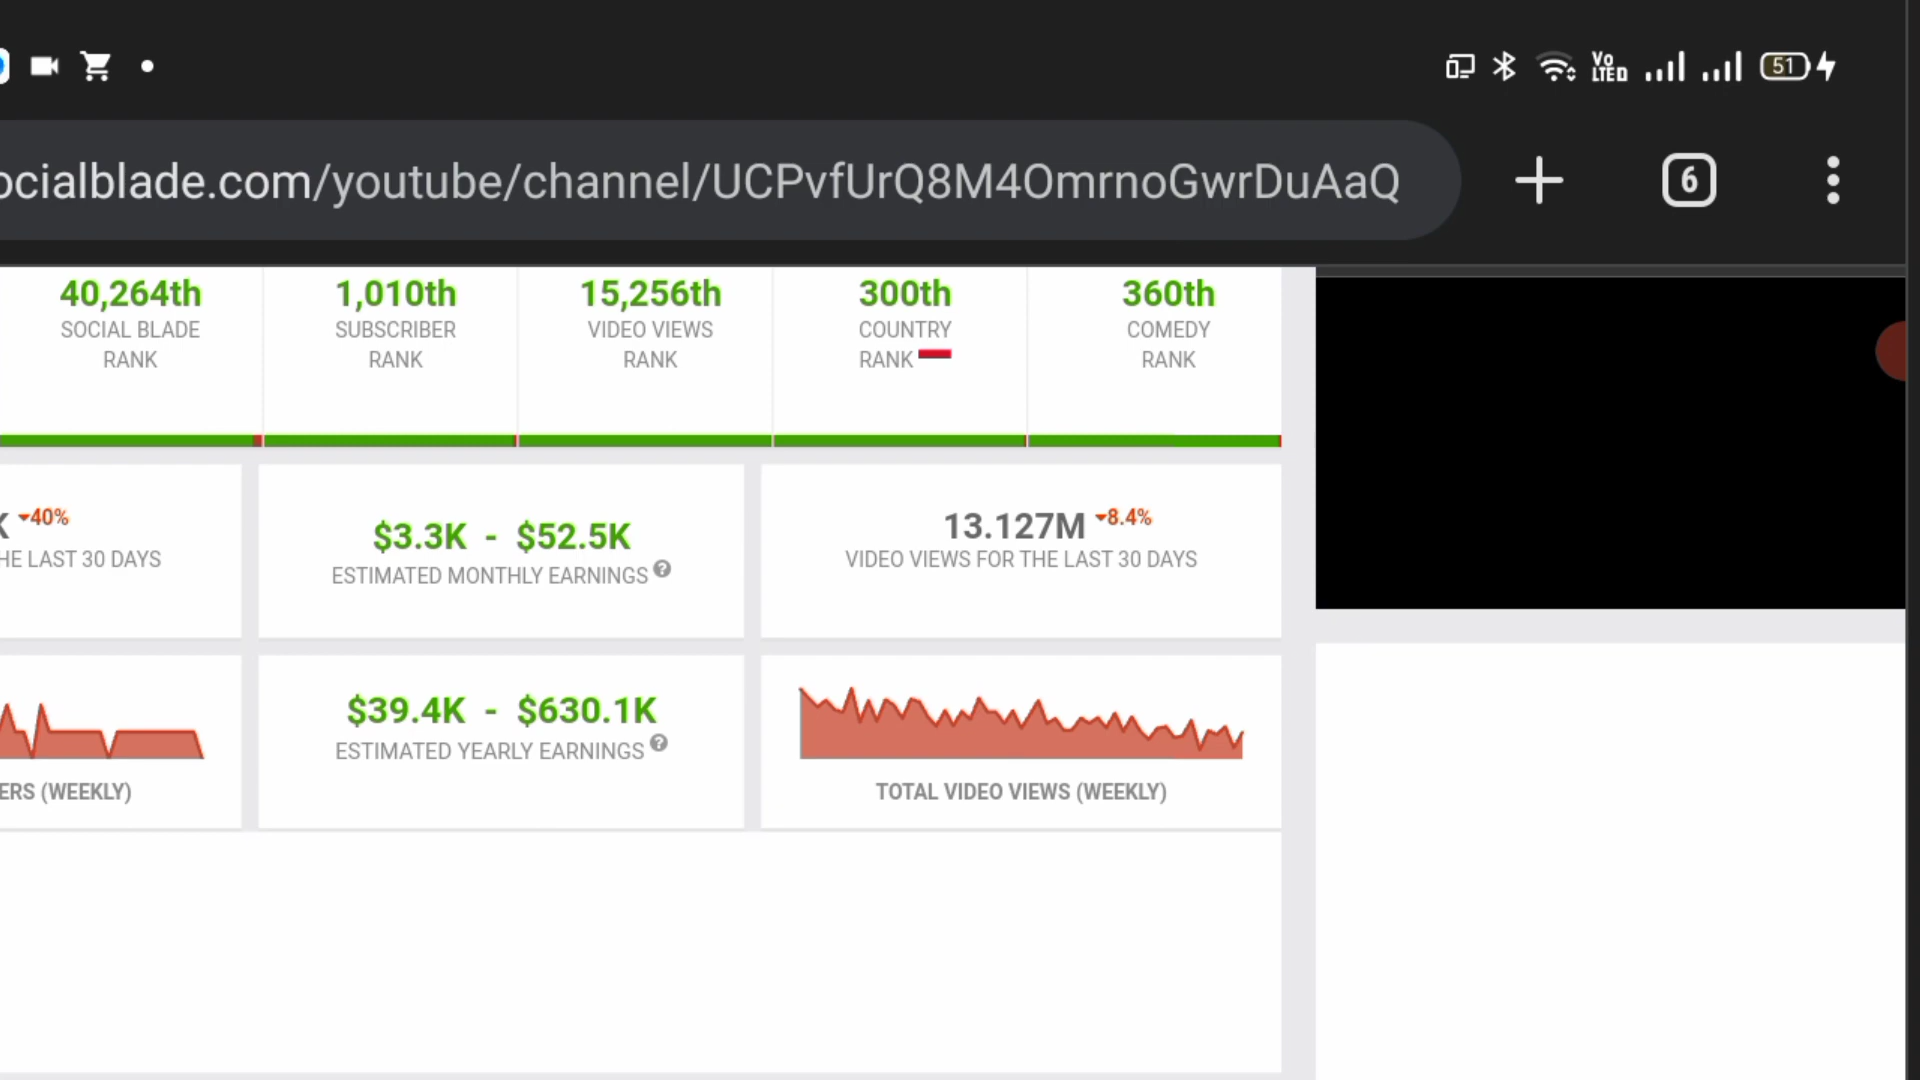 Vo
LTED
51
ocialblade.com/youtube/channel/UCPvfUrQ8M4OmrnoGwrDuAaQ
6
40,264th
SOCIAL BLADE
RANK
1,010th
SUBSCRIBER
RANK
15,256th
VIDEO VIEWS
RANK
300th
COUNTRY
RANK
360th
COMEDY
RANK
K -40%
HE LAST 30 DAYS
$3.3K - $52.5K
ESTIMATED MONTHLY EARNINGS ?
13.127M -8.4%
VIDEO VIEWS FOR THE LAST 30 DAYS
ERS (WEEKLY)
$39.4K - $630.1K
ESTIMATED YEARLY EARNINGS ?
TOTAL VIDEO VIEWS (WEEKLY)